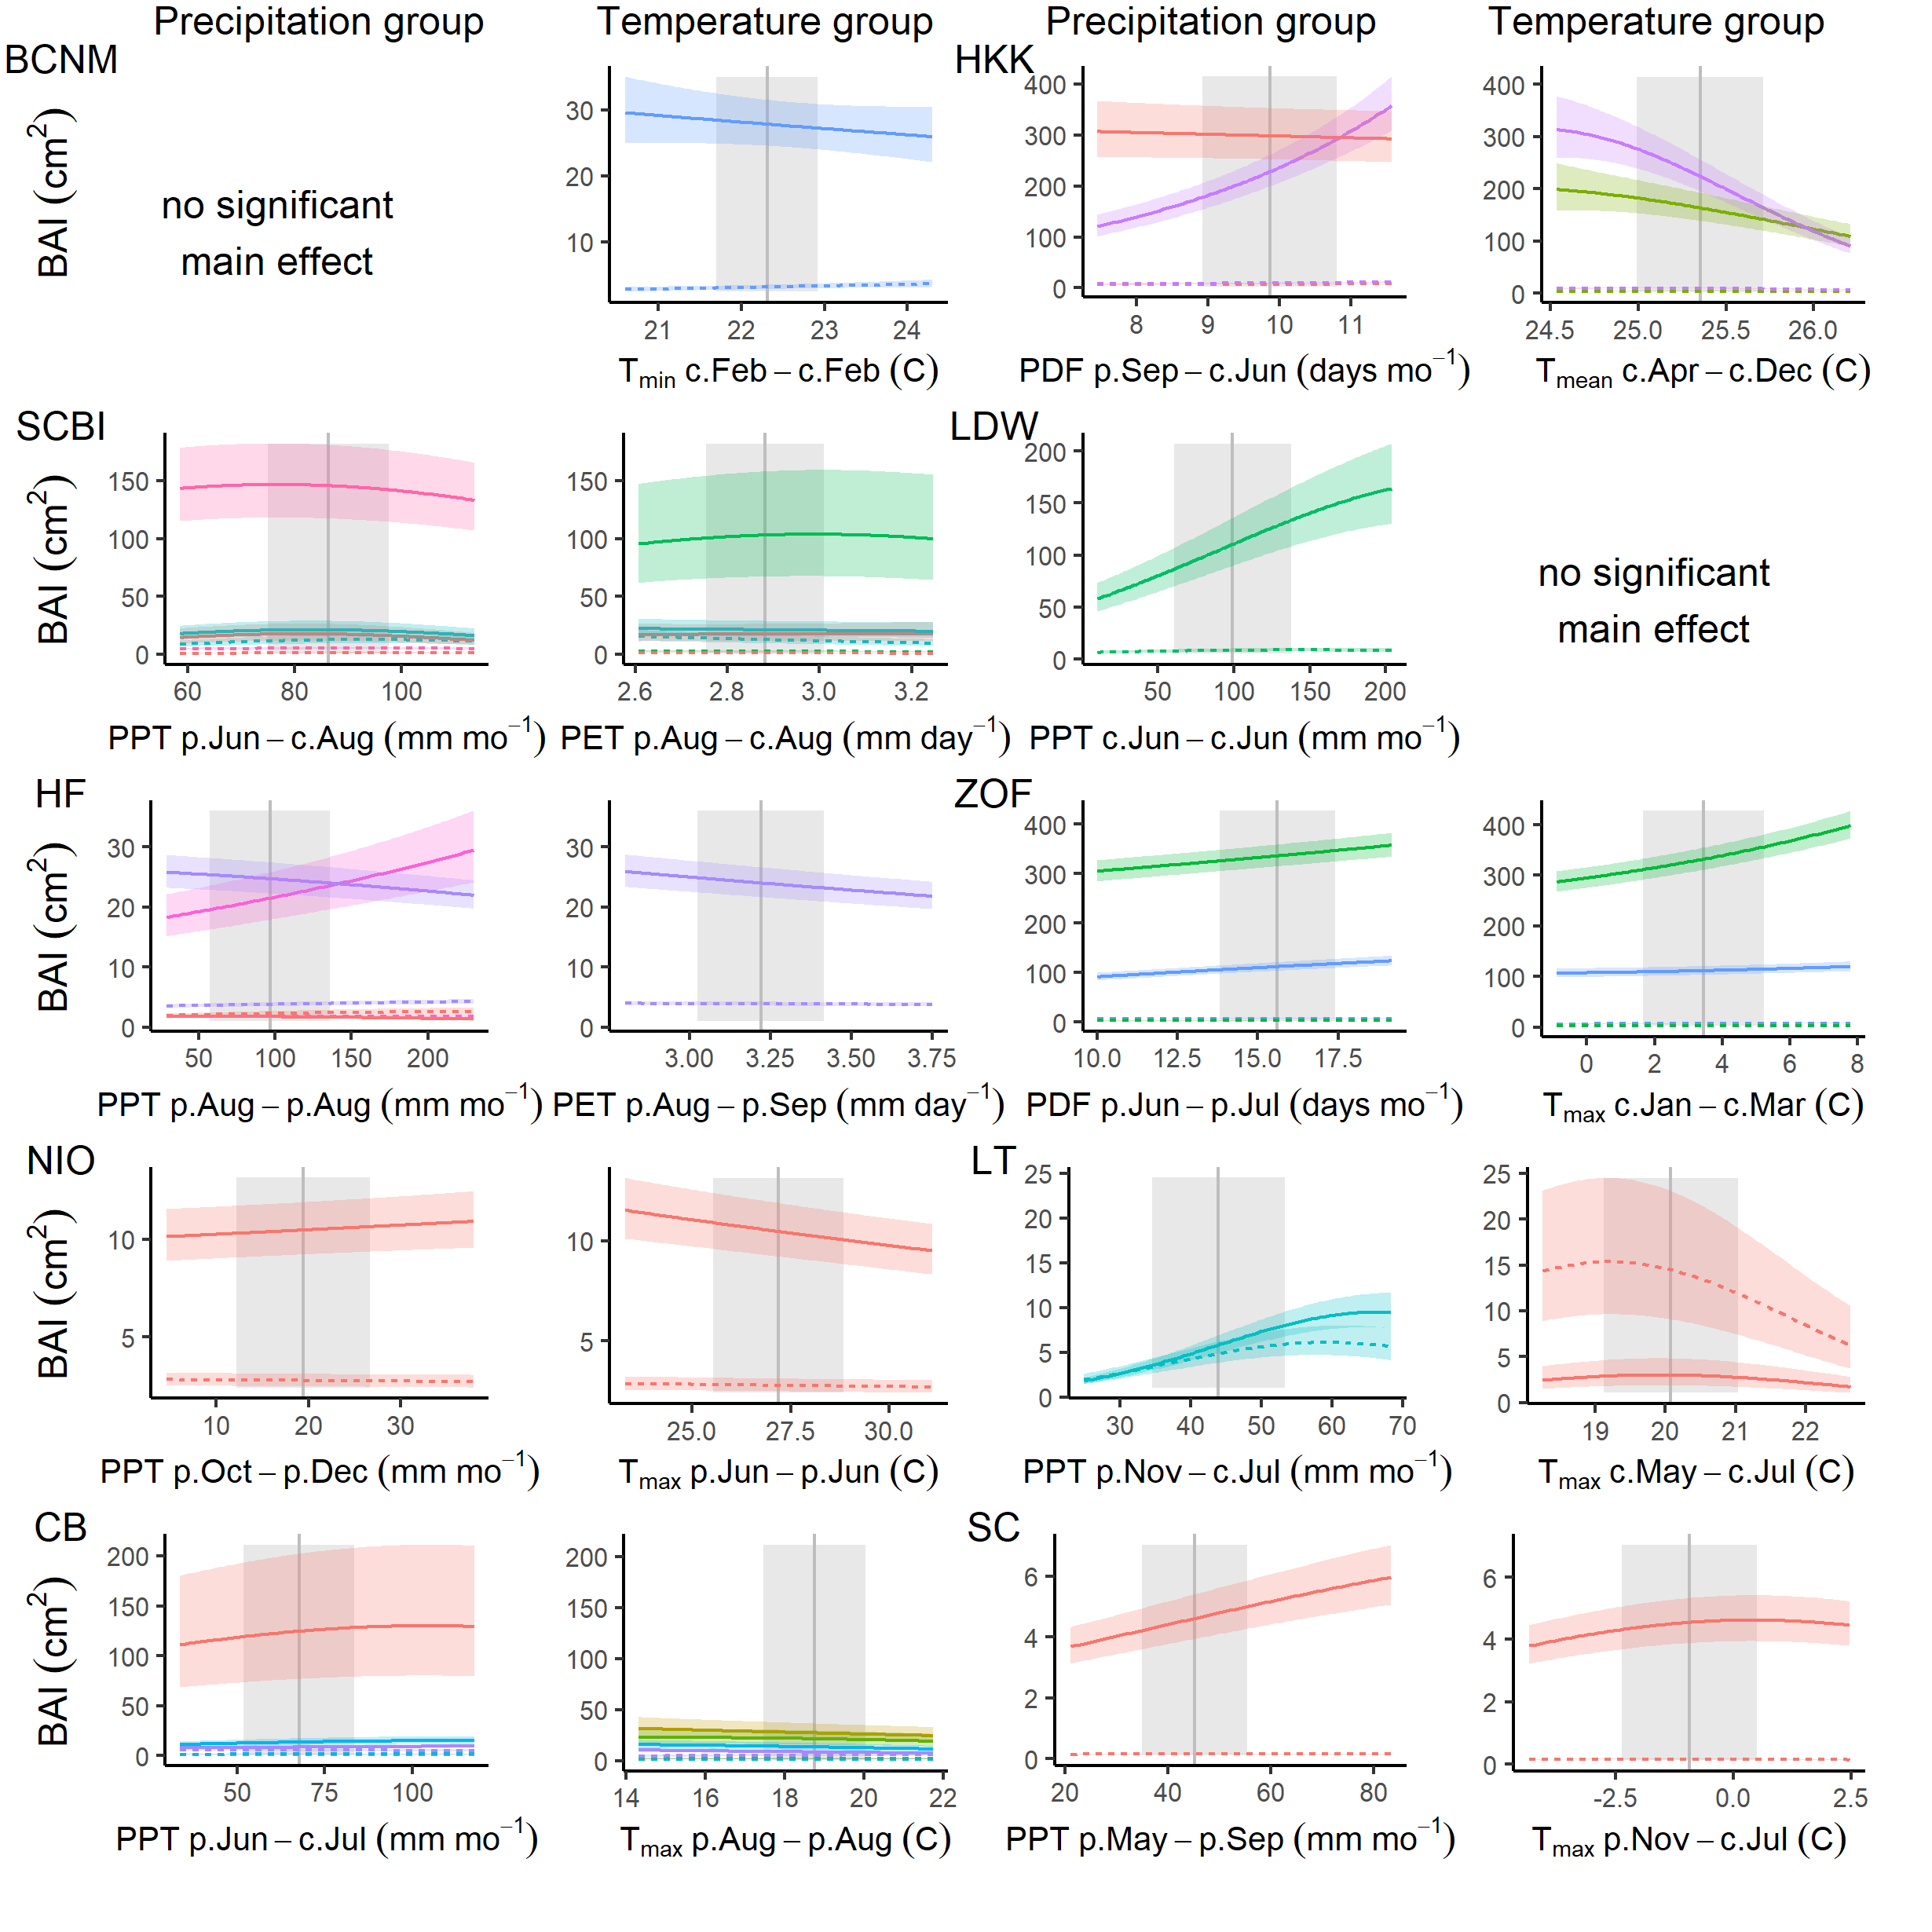 Precipitation group Temperature group Precipitation group Temperature group
BCNM HKK
BAI (cm²)
no significant
main effect
30
20
10
21 22 23 24
Tmin c.Feb – c.Feb (C)
400
300
200
100
0
8 9 10 11
PDF p.Sep – c.Jun (days mo⁻¹)
400
300
200
100
0
24.5 25.0 25.5 26.0
Tmean c.Apr – c.Dec (C)
SCBI LDW
BAI (cm²)
150
100
50
0
60 80 100
PPT p.Jun – c.Aug (mm mo⁻¹)
150
100
50
0
2.6 2.8 3.0 3.2
PET p.Aug – c.Aug (mm day⁻¹)
200
150
100
50
0
50 100 150 200
PPT c.Jun – c.Jun (mm mo⁻¹)
no significant
main effect
HF ZOF
BAI (cm²)
30
20
10
0
50 100 150 200
PPT p.Aug – p.Aug (mm mo⁻¹)
30
20
10
0
3.00 3.25 3.50 3.75
PET p.Aug – p.Sep (mm day⁻¹)
400
300
200
100
0
10.0 12.5 15.0 17.5
PDF p.Jun – p.Jul (days mo⁻¹)
400
300
200
100
0
0 2 4 6 8
Tmax c.Jan – c.Mar (C)
NIO LT
BAI (cm²)
10
5
10 20 30
PPT p.Oct – p.Dec (mm mo⁻¹)
10
5
25.0 27.5 30.0
Tmax p.Jun – p.Jun (C)
25
20
15
10
5
0
30 40 50 60 70
PPT p.Nov – c.Jul (mm mo⁻¹)
25
20
15
10
5
0
19 20 21 22
Tmax c.May – c.Jul (C)
CB SC
BAI (cm²)
200
150
100
50
0
50 75 100
PPT p.Jun – c.Jul (mm mo⁻¹)
200
150
100
50
0
14 16 18 20 22
Tmax p.Aug – p.Aug (C)
6
4
2
0
20 40 60 80
PPT p.May – p.Sep (mm mo⁻¹)
6
4
2
0
-2.5 0.0 2.5
Tmax p.Nov – c.Jul (C)